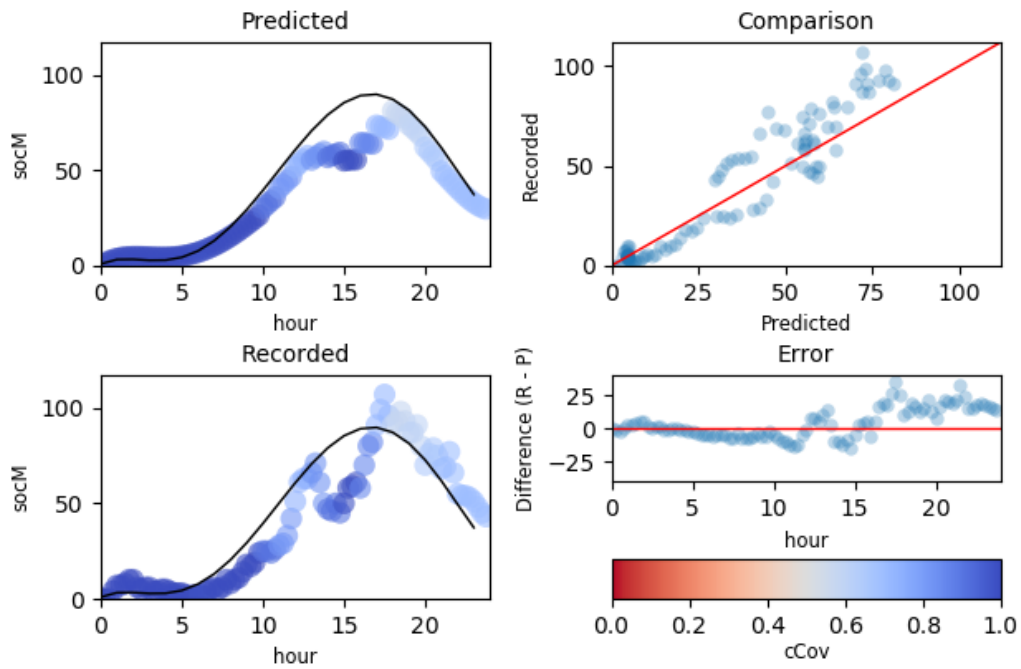 Predicted
socM
100
50
0
0 5 10 15 20
hour
Comparison
Recorded
100
50
0
0 25 50 75 100
Predicted
Recorded
socM
100
50
0
0 5 10 15 20
hour
Error
Difference (R - P)
25
0
−25
0 5 10 15 20
hour
0.0 0.2 0.4 0.6 0.8 1.0
cCov